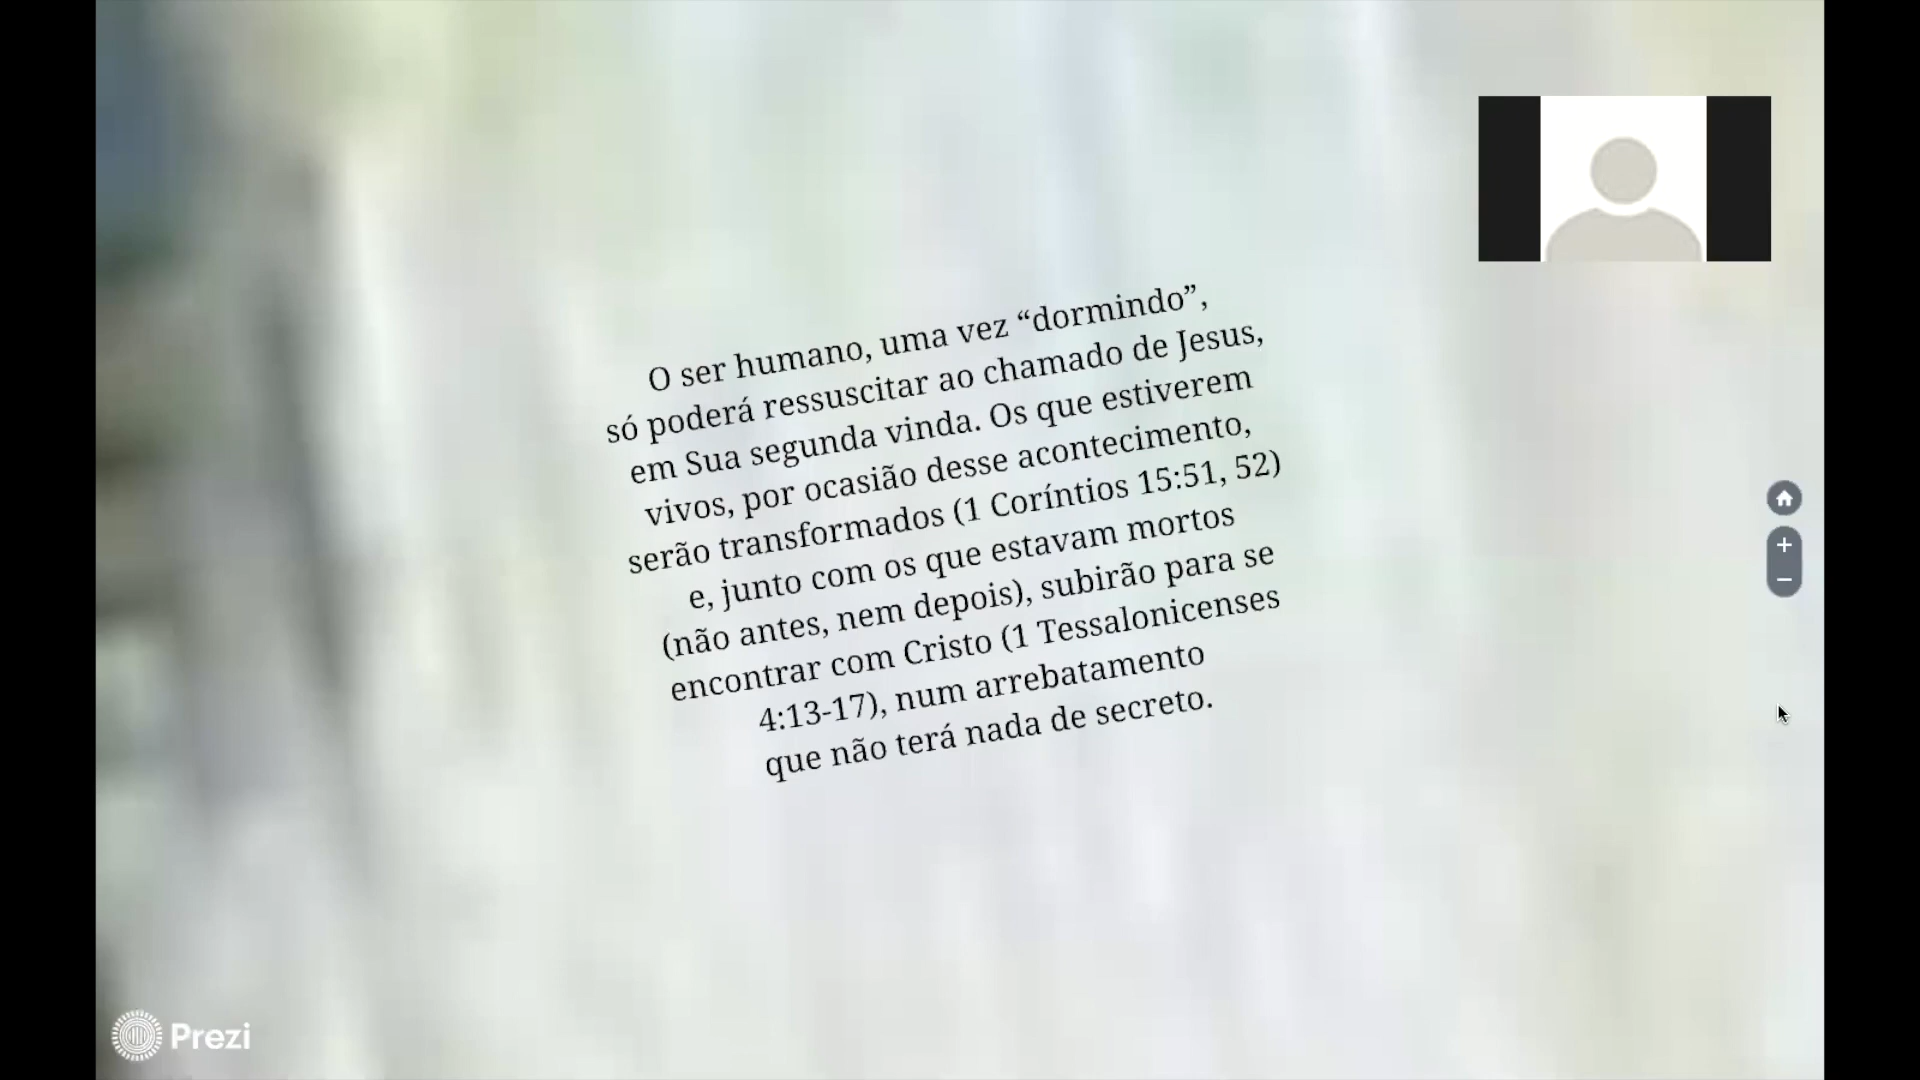 O ser humano, uma vez “dormindo”,
só poderá ressuscitar ao chamado de Jesus,
em Sua segunda vinda. Os que estiverem
vivos, por ocasião desse acontecimento,
serão transformados (1 Coríntios 15:51, 52)
e, junto com os que estavam mortos
(não antes, nem depois), subirão para se
encontrar com Cristo (1 Tessalonicenses
4:13-17), num arrebatamento
que não terá nada de secreto.
Prezi